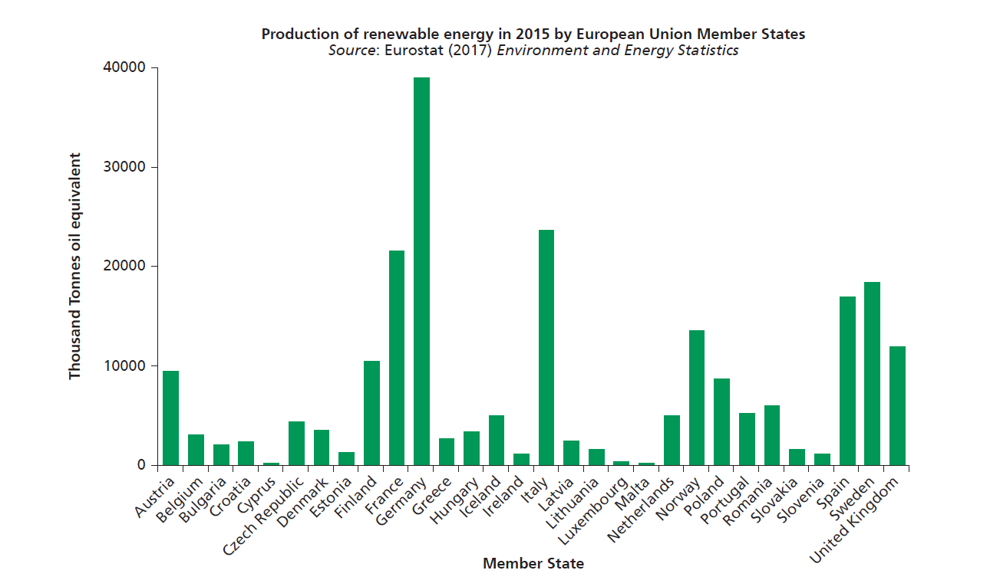 Production of renewable energy in 2015 by European Union Member States
Source: Eurostat (2017) Environment and Energy Statistics
Thousand Tonnes oil equivalent
40000
30000
20000
10000
0
Austria
Belgium
Bulgaria
Croatia
Cyprus
Czech Republic
Denmark
Estonia
Finland
France
Germany
Greece
Hungary
Iceland
Ireland
Italy
Latvia
Lithuania
Luxembourg
Malta
Netherlands
Norway
Poland
Portugal
Romania
Slovakia
Slovenia
Spain
Sweden
United Kingdom
Member State